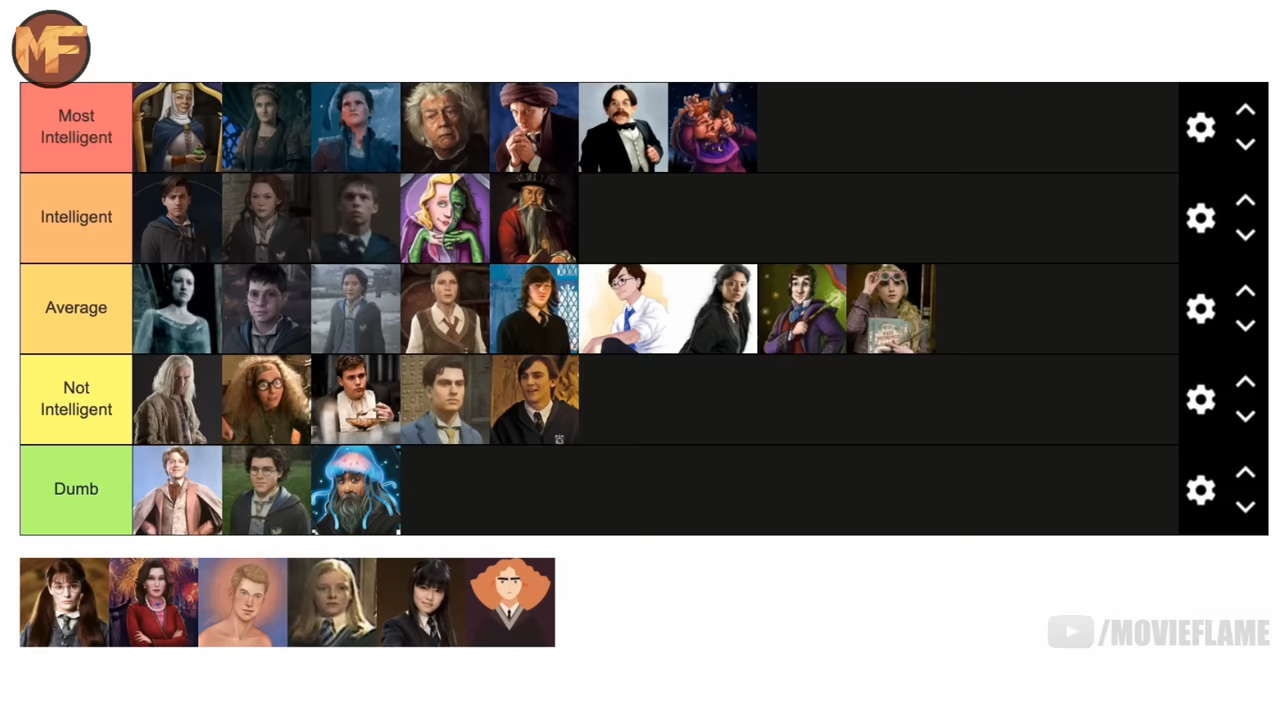 MF
Most
Intelligent
Intelligent
Average
Not
Intelligent
Dumb
/MOVIEFLAME